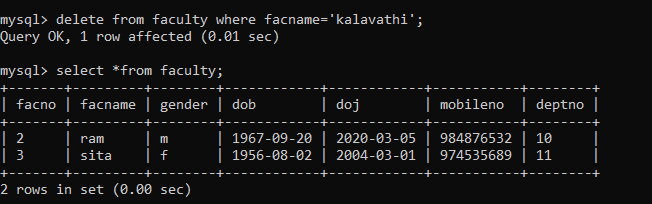 mysql> delete from faculty where facname='kalavathi';
Query OK, 1 row affected (0.01 sec)
mysql> select *from faculty;
+-------+---------+--------+------------+------------+-----------+--------+
| facno | facname | gender | dob        | doj        | mobileno  | deptno |
+-------+---------+--------+------------+------------+-----------+--------+
| 2     | ram     | m      | 1967-09-20 | 2020-03-05 | 984876532 | 10     |
| 3     | sita    | f      | 1956-08-02 | 2004-03-01 | 974535689 | 11     |
+-------+---------+--------+------------+------------+-----------+--------+
2 rows in set (0.00 sec)